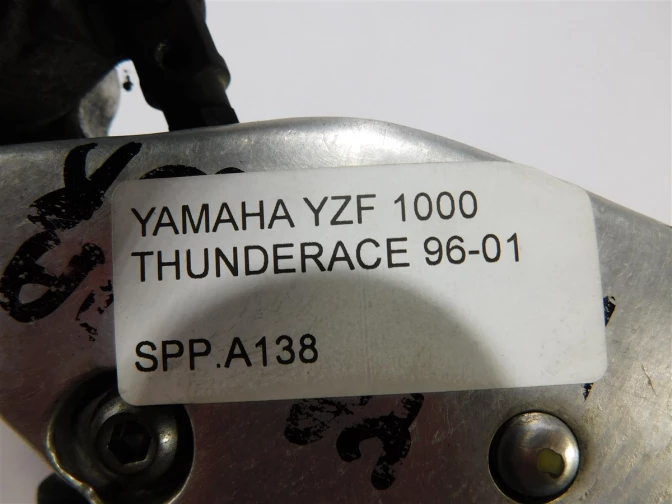 YAMAHA YZF 1000
THUNDERACE 96-01
SPP.A138